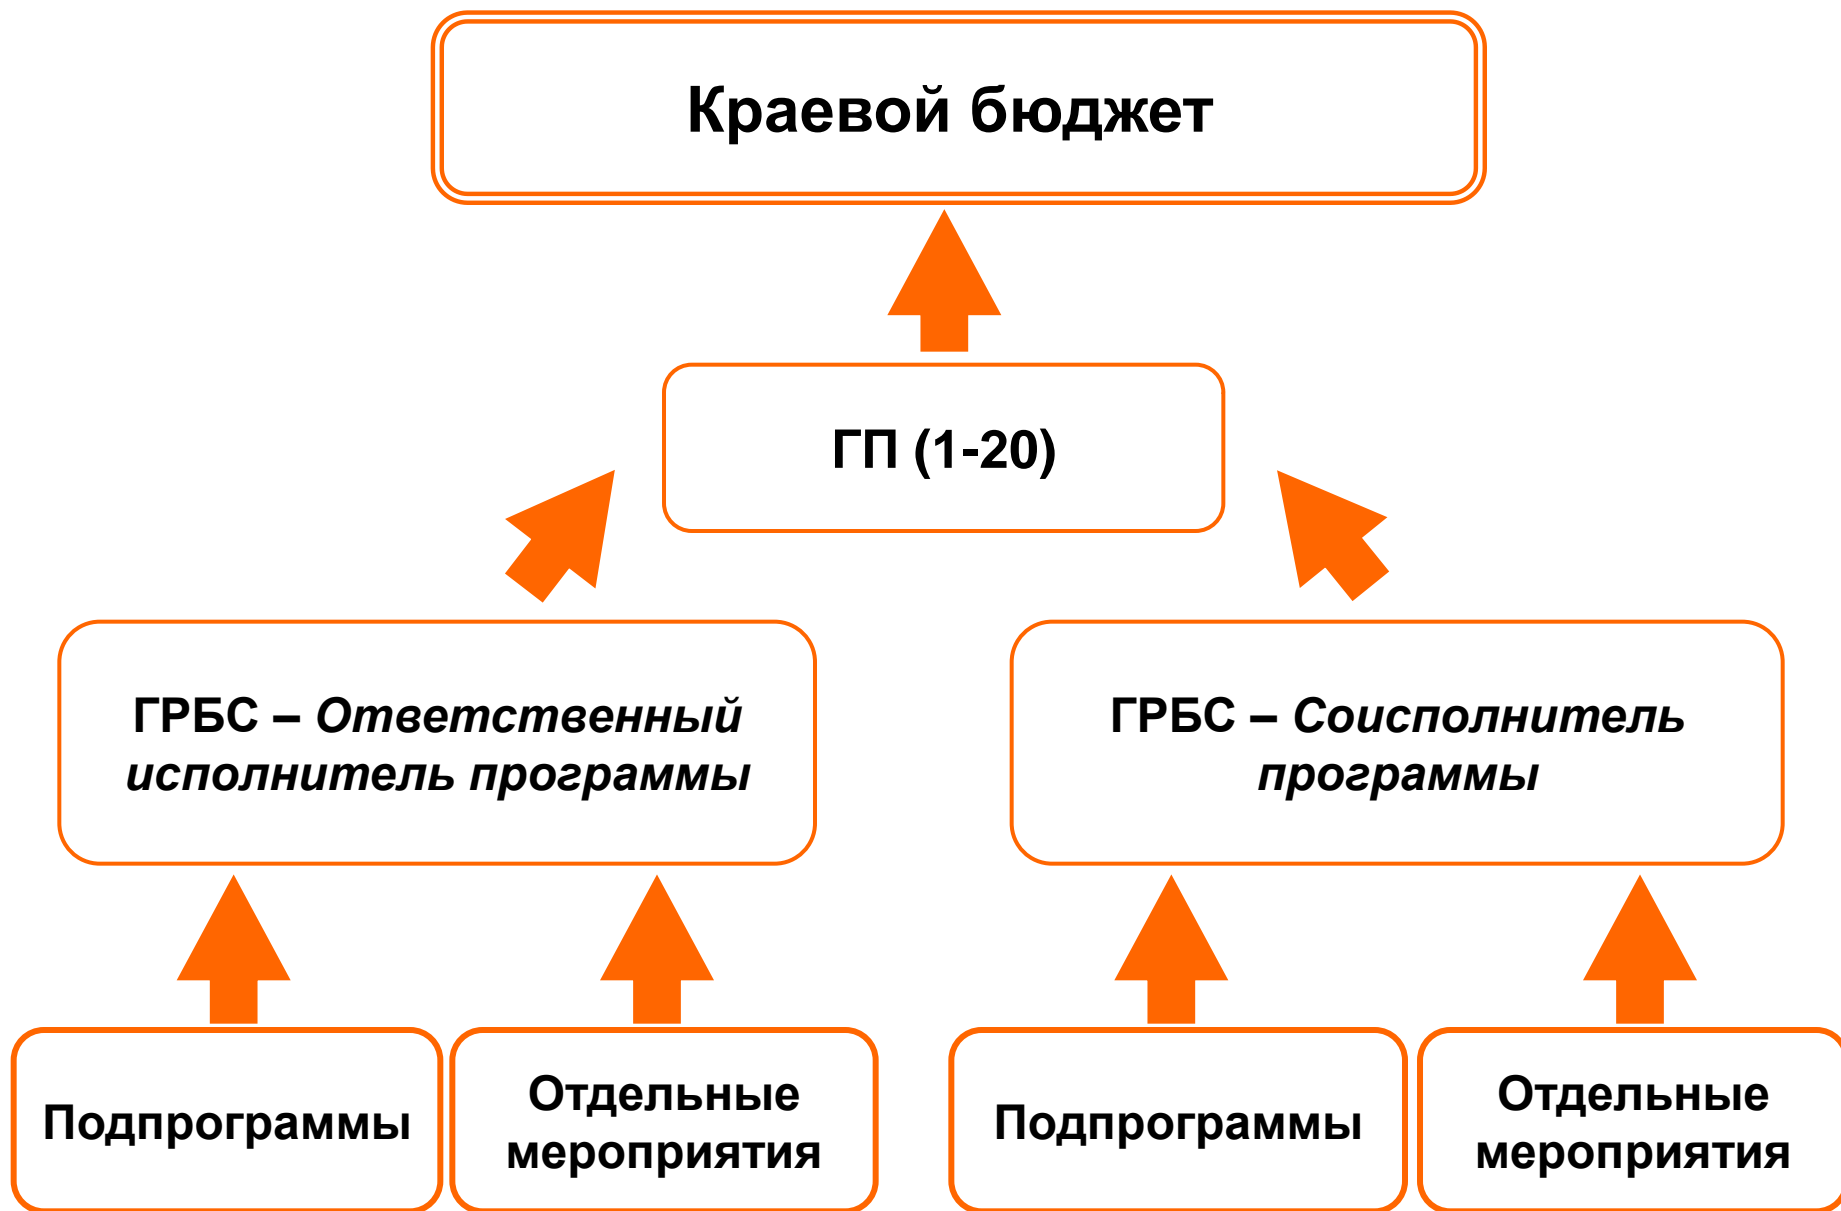 Краевой бюджет
ГП (1-20)
ГРБС – Ответственный
исполнитель программы
ГРБС – Соисполнитель
программы
Подпрограммы
Отдельные
мероприятия
Подпрограммы
Отдельные
мероприятия